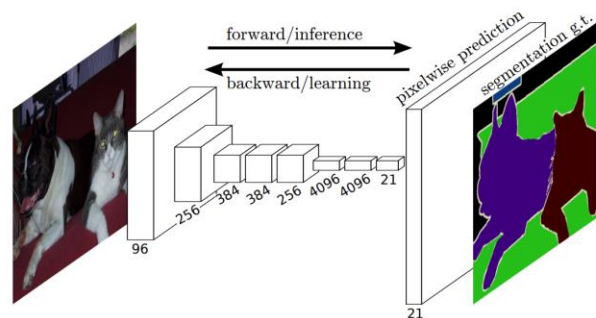 forward/inference
backward/learning
pixelwise prediction
segmentation g.t.
96
256
384
384
256
4096
4096
21
21